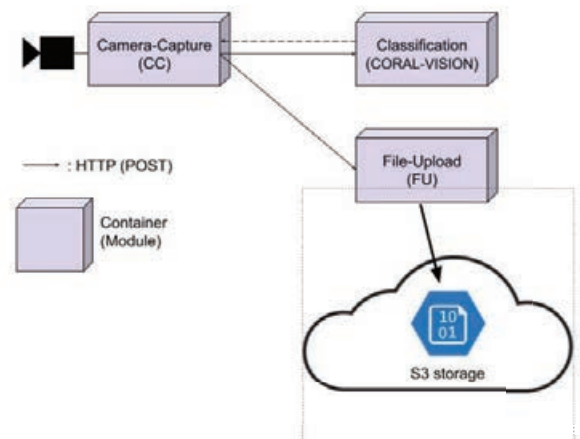 Camera-Capture
(CC)
Classification
(CORAL-VISION)
File-Upload
(FU)
: HTTP (POST)
Container
(Module)
10
01
S3 storage